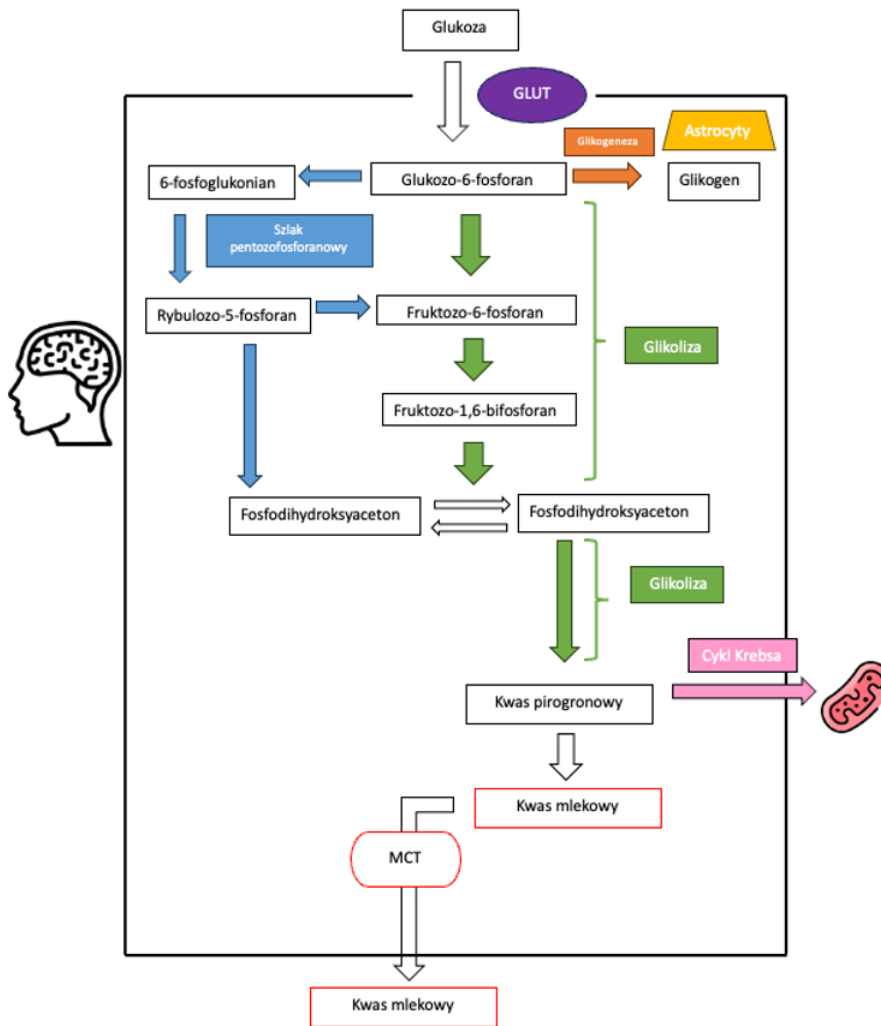 Glukoza
GLUT
Glikogeneza
Astrocyty
6-fosfoglukonian
Glukozo-6-fosforan
Glikogen
Szlak
pentozofosforanowy
Rybulozo-5-fosforan
Fruktozo-6-fosforan
Glikoliza
Fruktozo-1,6-bifosforan
Fosfodihydroksyaceton
Fosfodihydroksyaceton
Glikoliza
Cykl Krebsa
Kwas pirogronowy
Kwas mlekowy
MCT
Kwas mlekowy